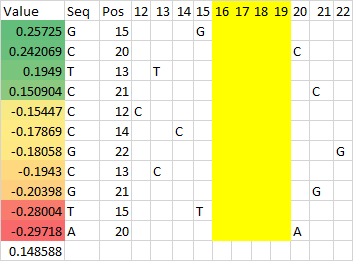 Value Seq Pos 12 13 14 15 16 17 18 19 20 21 22
0.25725 G 15 G
0.242069 C 20 C
0.1949 T 13 T
0.150904 C 21 C
-0.15447 C 12 C
-0.17869 C 14 C
-0.18058 G 22 G
-0.1943 C 13 C
-0.20398 G 21 G
-0.28004 T 15 T
-0.29718 A 20 A
0.148588